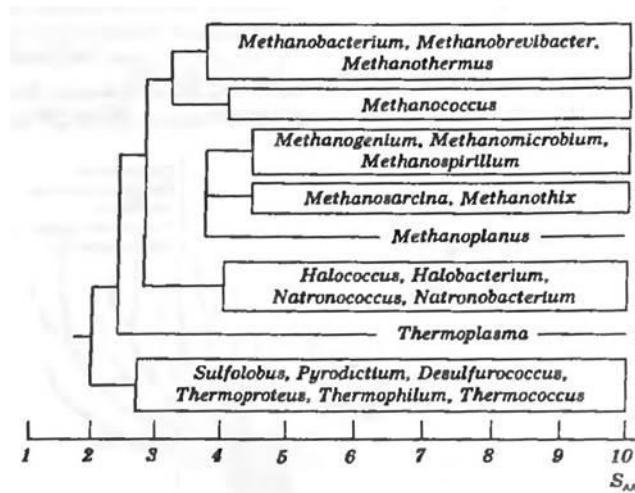 Methanobacterium, Methanobrevibacter,
Methanothermus
Methanococcus
Methanogenium, Methanomicrobium,
Methanospirillum
Methanosarcina, Methanothix
Methanoplanus
Halococcus, Halobacterium,
Natronococcus, Natronobacterium
Thermoplasma
Sulfolobus, Pyrodictium, Desulfurococcus,
Thermoproteus, Thermophilum, Thermococcus
1 2 3 4 5 6 7 8 9 10